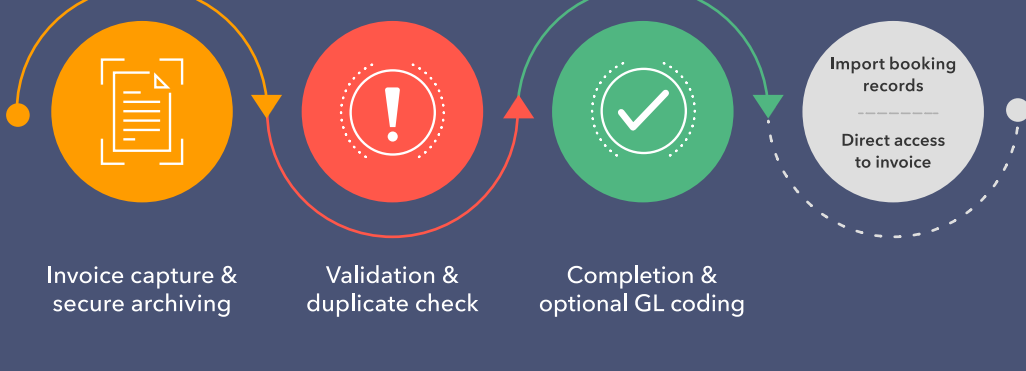 Import booking
records
Direct access
to invoice
Invoice capture &
secure archiving
Validation &
duplicate check
Completion &
optional GL coding